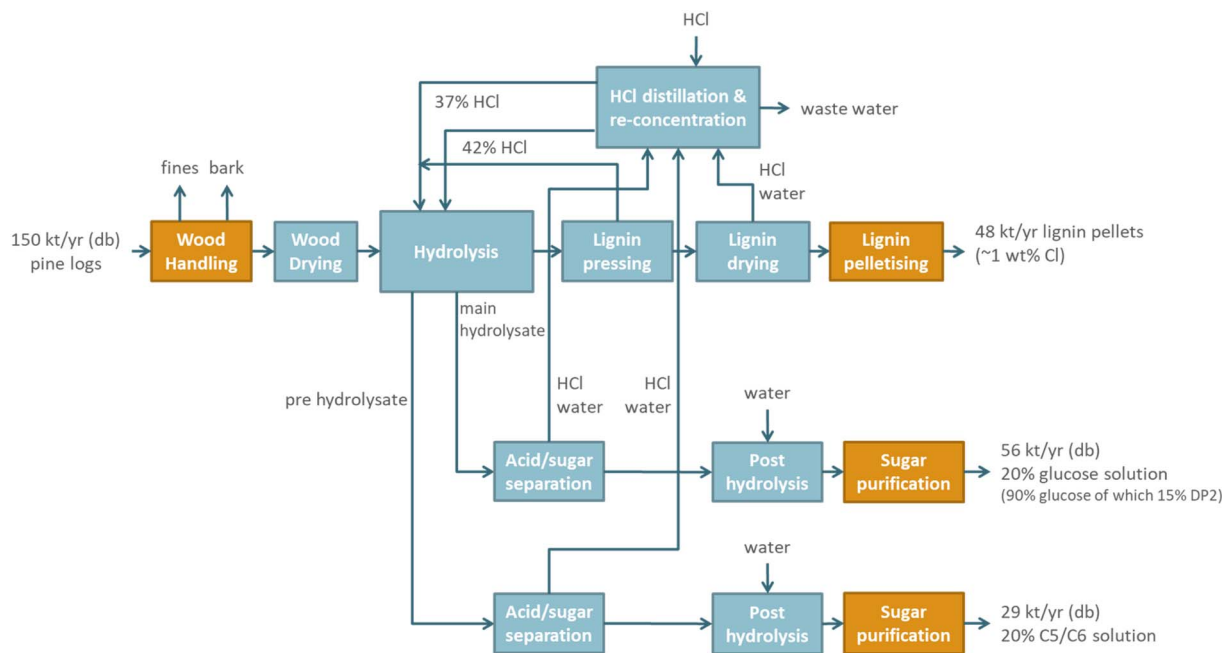 HCl
HCl distillation &
re-concentration
waste water
37% HCl
42% HCl
fines
bark
HCl
water
150 kt/yr (db)
pine logs
Wood
Handling
Wood
Drying
Hydrolysis
Lignin
pressing
Lignin
drying
Lignin
pelletising
48 kt/yr lignin pellets
(~1 wt% Cl)
main
hydrolysate
pre hydrolysate
HCl
water
HCl
water
water
Acid/sugar
separation
Post
hydrolysis
Sugar
purification
56 kt/yr (db)
20% glucose solution
(90% glucose of which 15% DP2)
water
Acid/sugar
separation
Post
hydrolysis
Sugar
purification
29 kt/yr (db)
20% C5/C6 solution